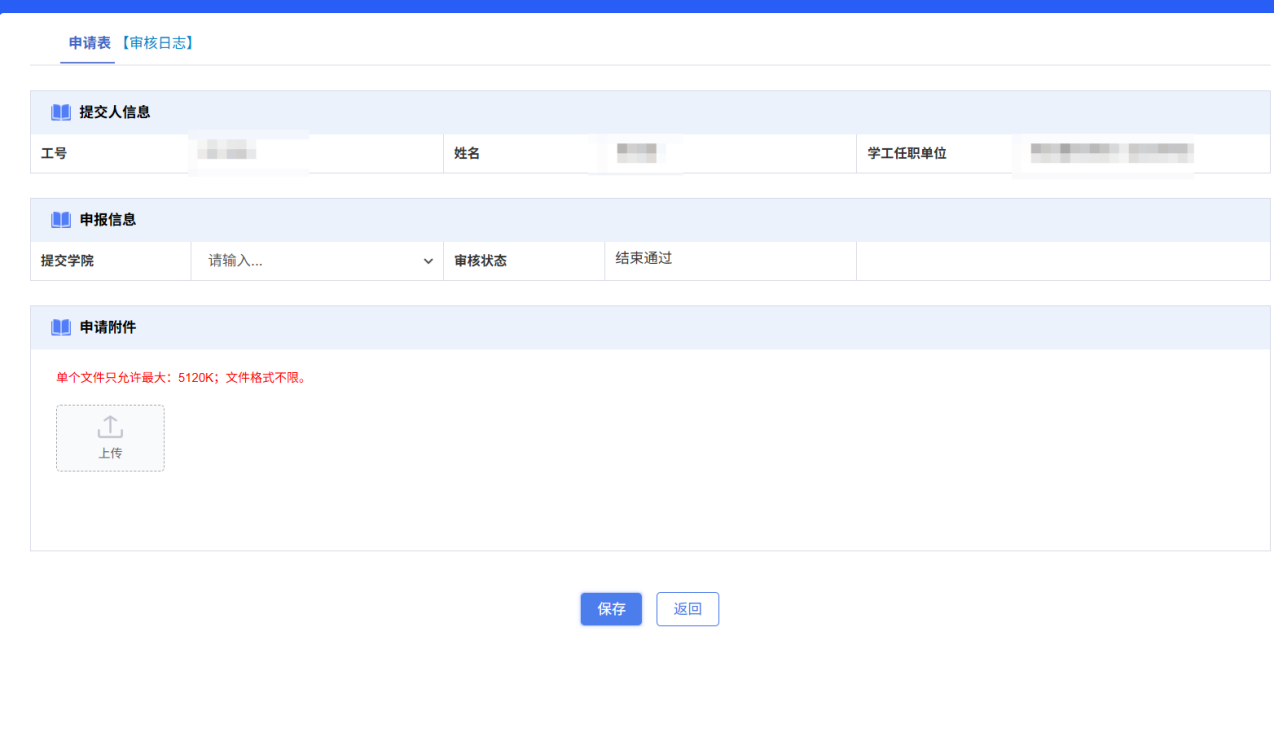 申请表 【审核日志】
提交人信息
工号 姓名 学工任职单位
申报信息
提交学院 请输入... 审核状态 结束通过
申请附件
单个文件只允许最大：5120K；文件格式不限。
上传
保存 返回